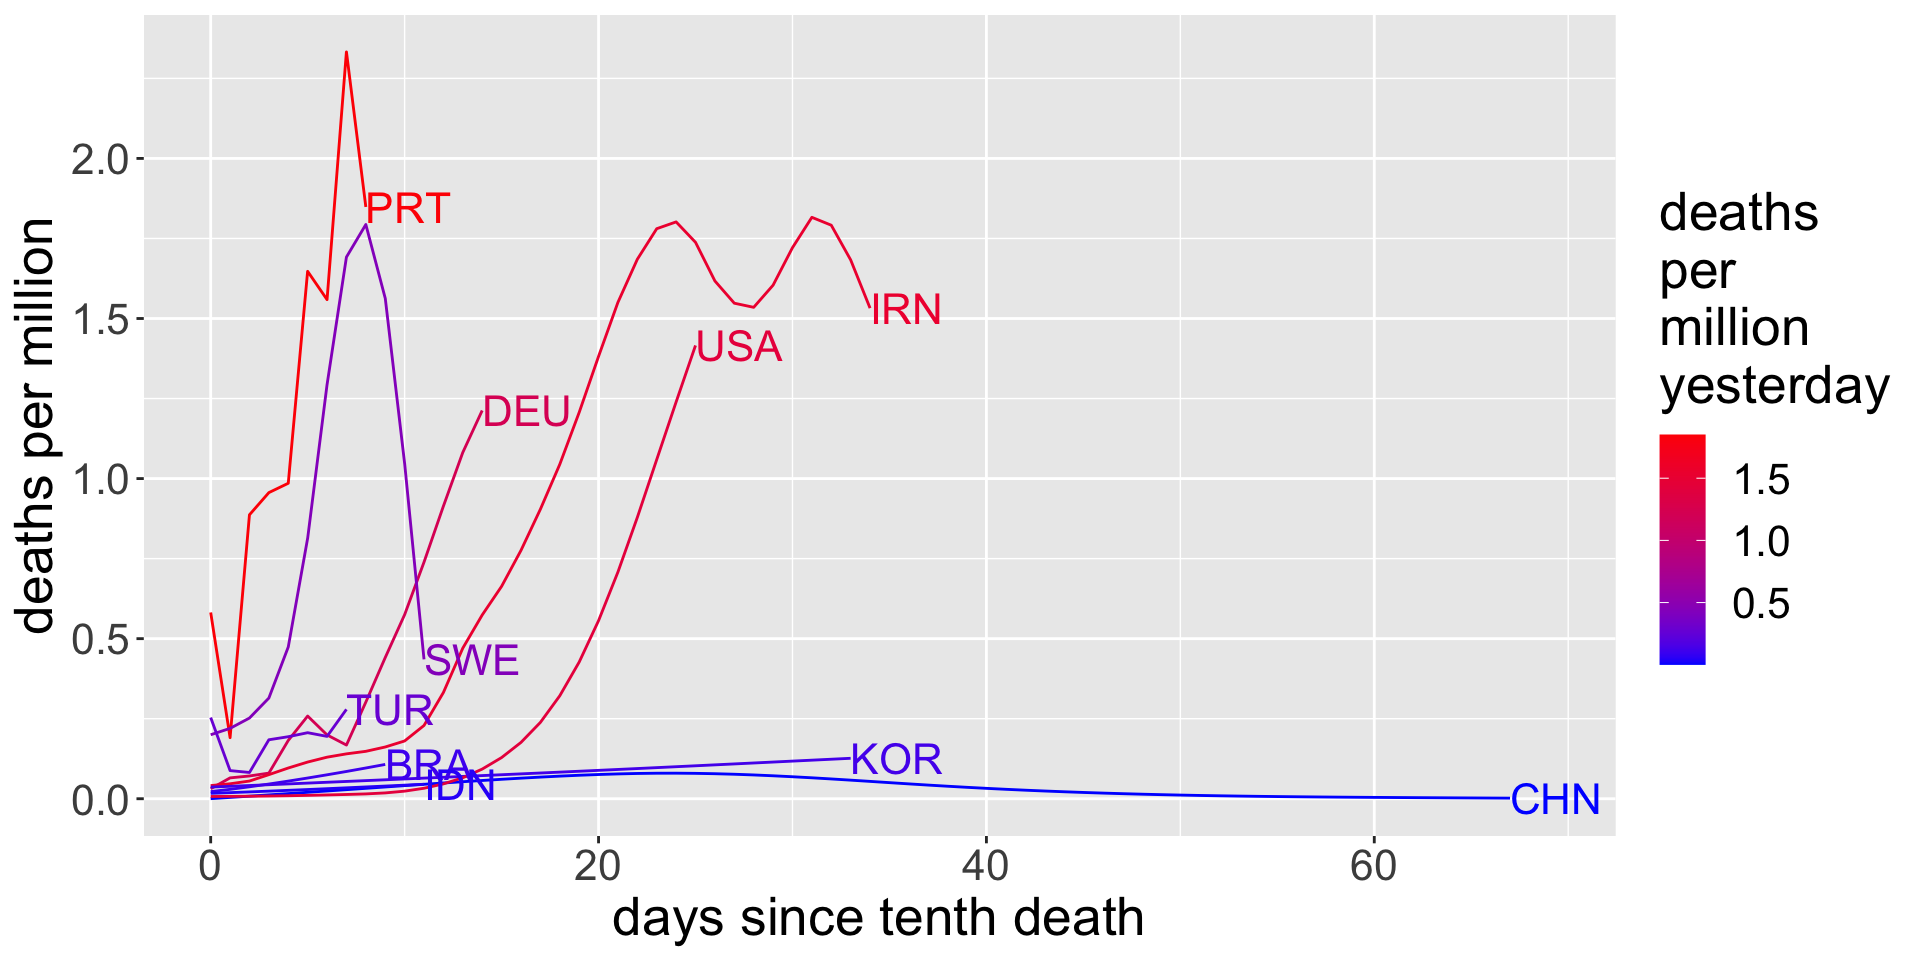 deaths per million
2.0
1.5
1.0
0.5
0.0
PRT
IRN
USA
DEU
SWE
TUR
BRA
IDN
KOR
CHN
0
20
40
60
days since tenth death
deaths
per
million
yesterday
1.5
1.0
0.5